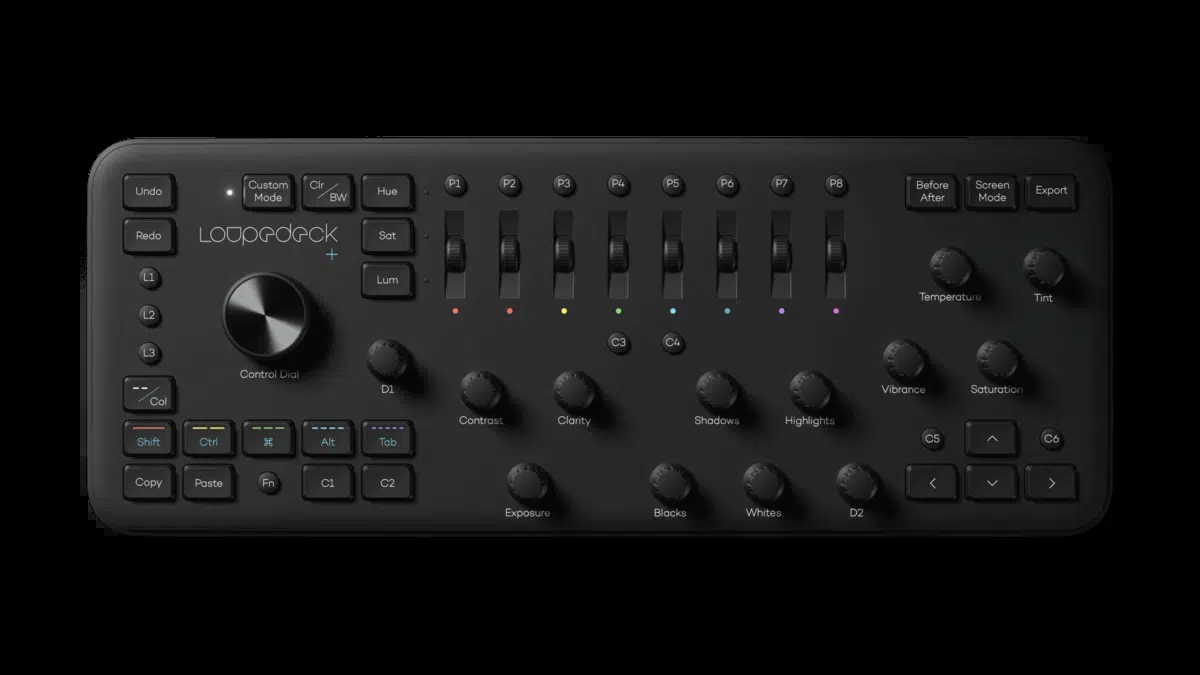 Undo
Custom
Mode
Clr
BW
Hue
P1
P2
P3
P4
P5
P6
P7
P8
Before
After
Screen
Mode
Export
Redo
Loupedeck
+
Sat
L1
Lum
Temperature
Tint
L2
L3
Control Dial
C3
C4
-- Col
D1
Contrast
Clarity
Shadows
Highlights
Vibrance
Saturation
Shift
Ctrl
⌘
Alt
Tab
C5
C6
Copy
Paste
Fn
C1
C2
Exposure
Blacks
Whites
D2